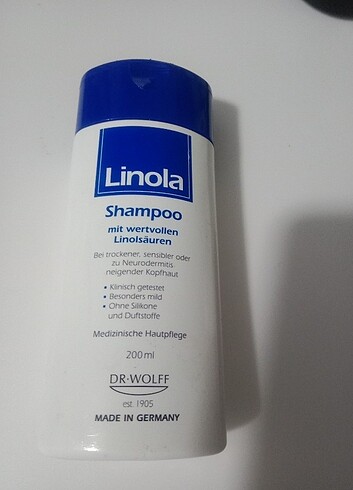 Linola
Shampoo
mit wertvollen
Linolsäuren
Bei trockener, sensibler oder
zu Neurodermitis
neigender Kopfhaut
• Klinisch getestet
• Besonders mild
• Ohne Silikone
und Duftstoffe
Medizinische Hautpflege
200 ml
DR·WOLFF
est. 1905
MADE IN GERMANY